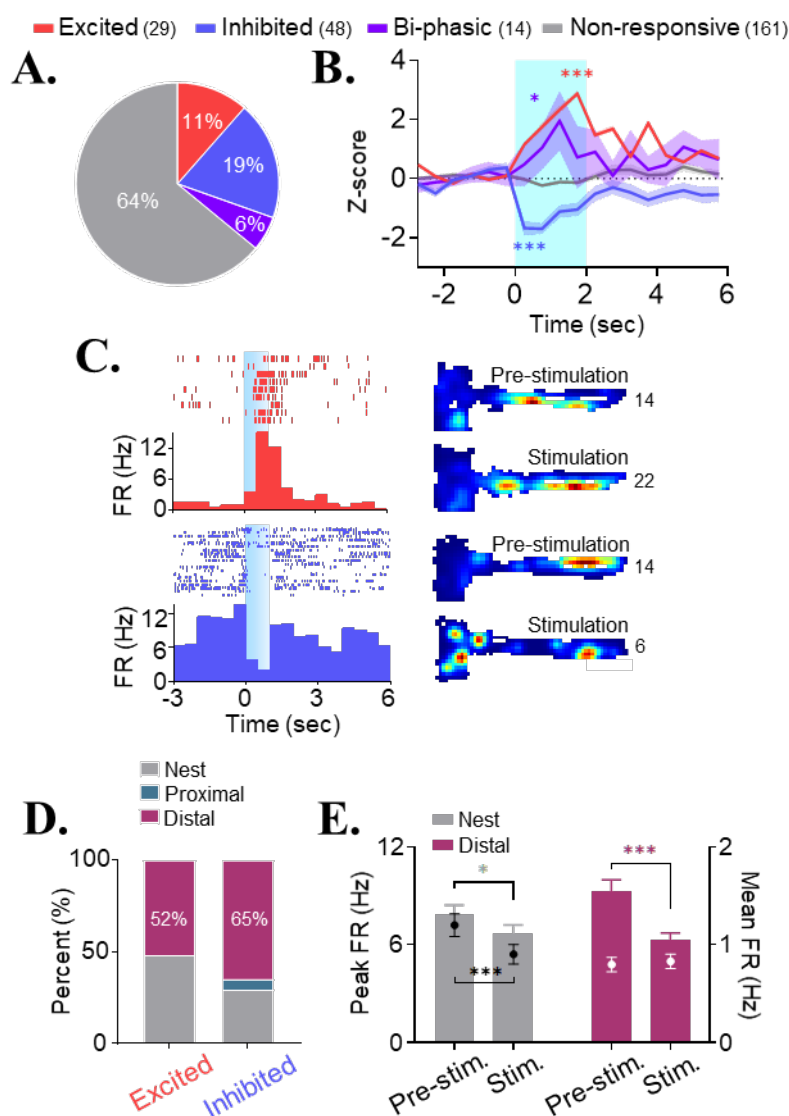 Excited (29) Inhibited (48) Bi-phasic (14) Non-responsive (161)
A.
11%
19%
6%
64%
B.
***
*
***
4
2
0
-2
Z-score
-2 0 2 4 6
Time (sec)
C.
12
6
0
FR (Hz)
12
6
0
FR (Hz)
-3 0 3 6
Time (sec)
Pre-stimulation
14
Stimulation
22
Pre-stimulation
14
Stimulation
6
D.
Nest
Proximal
Distal
100
50
0
Percent (%)
52%
65%
Excited
Inhibited
E.
Nest
Distal
12
6
0
Peak FR (Hz)
*
***
***
2
1
0
Mean FR (Hz)
Pre-stim.
Stim.
Pre-stim.
Stim.